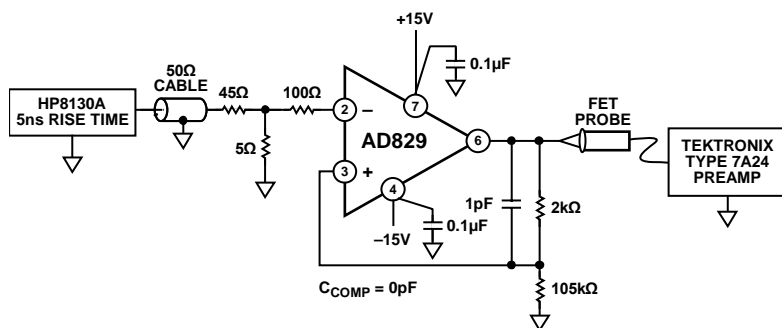 +15V
0.1µF
50Ω
CABLE
HP8130A
5ns RISE TIME
45Ω
100Ω
5Ω
2
–
7
AD829
6
3
+
4
–15V
0.1µF
FET
PROBE
TEKTRONIX
TYPE 7A24
PREAMP
1pF
2kΩ
105kΩ
CCOMP = 0pF